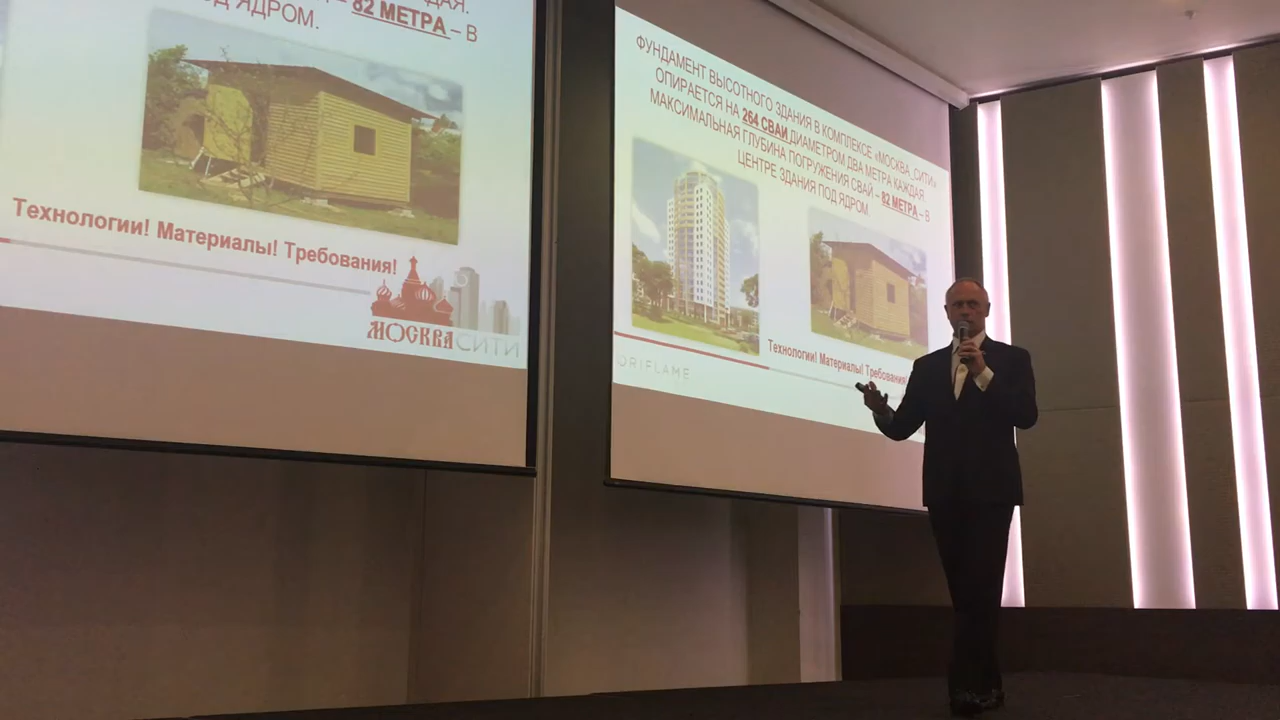 82 МЕТРА – В
ОД ЯДРОМ.
Технологии! Материалы! Требования!
МОСКВА СИТИ
ФУНДАМЕНТ ВЫСОТНОГО ЗДАНИЯ В КОМПЛЕКСЕ «МОСКВА_СИТИ»
ОПИРАЕТСЯ НА 264 СВАИ ДИАМЕТРОМ ДВА МЕТРА КАЖДАЯ.
МАКСИМАЛЬНАЯ ГЛУБИНА ПОГРУЖЕНИЯ СВАЙ – 82 МЕТРА – В
ЦЕНТРЕ ЗДАНИЯ ПОД ЯДРОМ.
Технологии! Материалы! Требования!
ORIFLAME